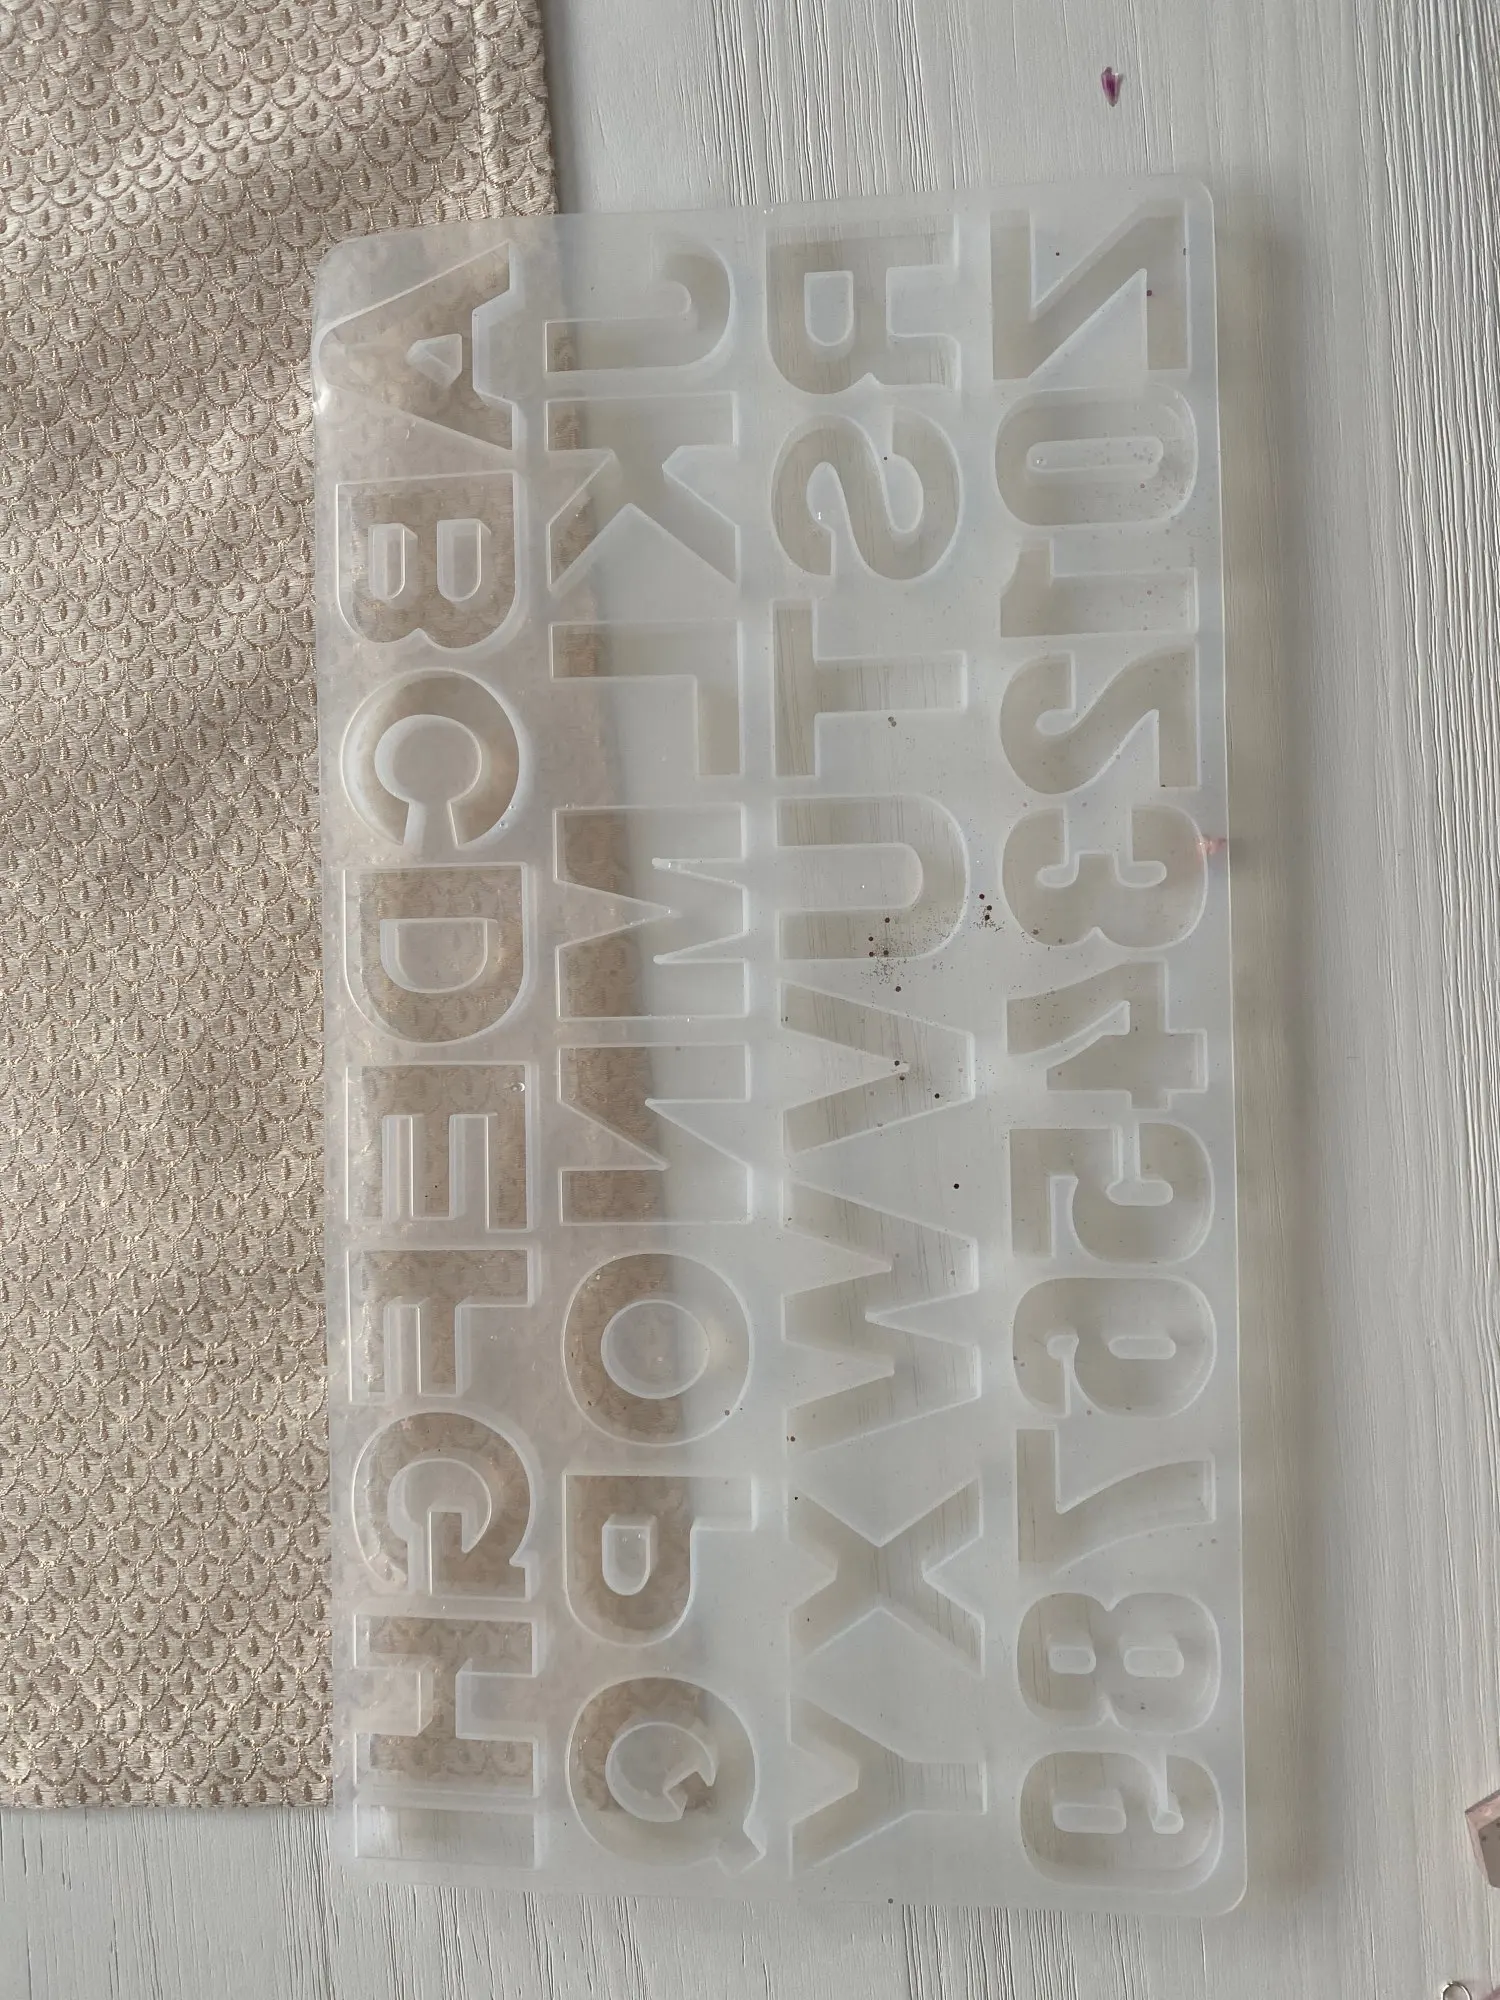 ABCDEFGHI
JKLMNOPQ
RSTUVWXY
Z0123456789